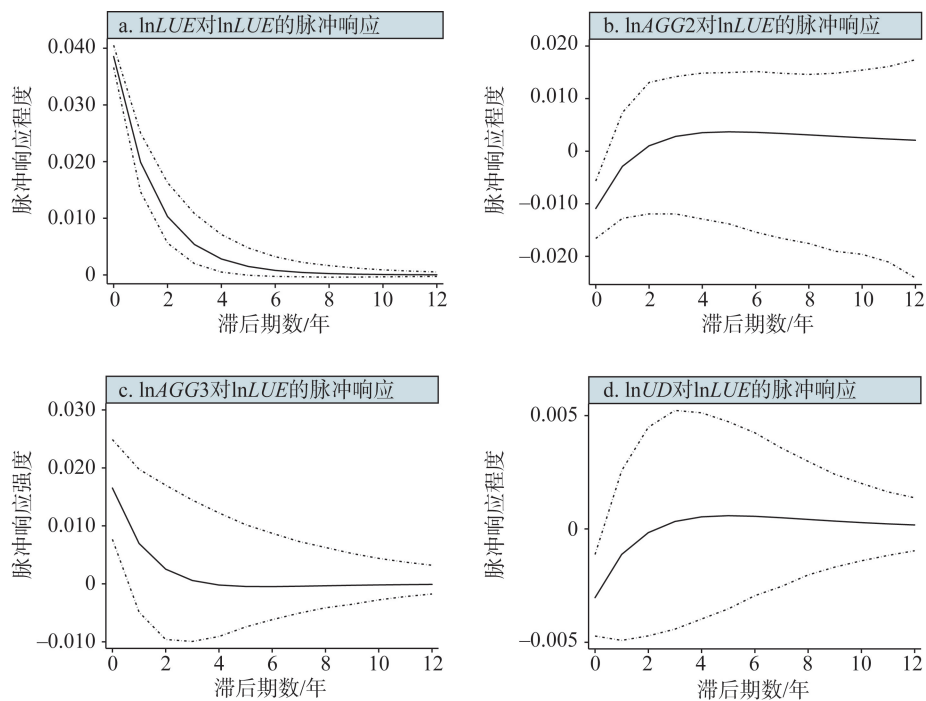 a. lnLUE对lnLUE的脉冲响应
脉冲响应程度
0.040
0.030
0.020
0.010
0
0 2 4 6 8 10 12
滞后期数/年
b. lnAGG2对lnLUE的脉冲响应
脉冲响应程度
0.020
0.010
0
–0.010
–0.020
0 2 4 6 8 10 12
滞后期数/年
c. lnAGG3对lnLUE的脉冲响应
脉冲响应强度
0.030
0.020
0.010
0
–0.010
0 2 4 6 8 10 12
滞后期数/年
d. lnUD对lnLUE的脉冲响应
脉冲响应程度
0.005
0
–0.005
0 2 4 6 8 10 12
滞后期数/年